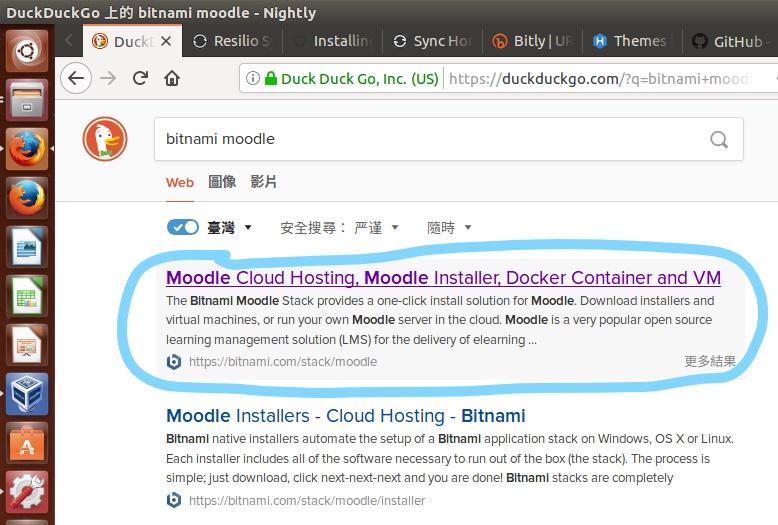 DuckDuckGo 上的 bitnami moodle - Nightly
DuckD
Resilio S
Installing
Sync Ho
Bitly | UR
Themes
GitHub -
Duck Duck Go, Inc. (US)
https://duckduckgo.com/?q=bitnami+moodl
bitnami moodle
Web 圖像 影片
臺灣 安全搜尋： 严谨 隨時
Moodle Cloud Hosting, Moodle Installer, Docker Container and VM
The Bitnami Moodle Stack provides a one-click install solution for Moodle. Download installers and
virtual machines, or run your own Moodle server in the cloud. Moodle is a very popular open source
learning management solution (LMS) for the delivery of elearning ...
https://bitnami.com/stack/moodle
更多結果
Moodle Installers - Cloud Hosting - Bitnami
Bitnami native installers automate the setup of a Bitnami application stack on Windows, OS X or Linux.
Each installer includes all of the software necessary to run out of the box (the stack). The process is
simple; just download, click next-next-next and you are done! Bitnami stacks are completely
https://bitnami.com/stack/moodle/installer